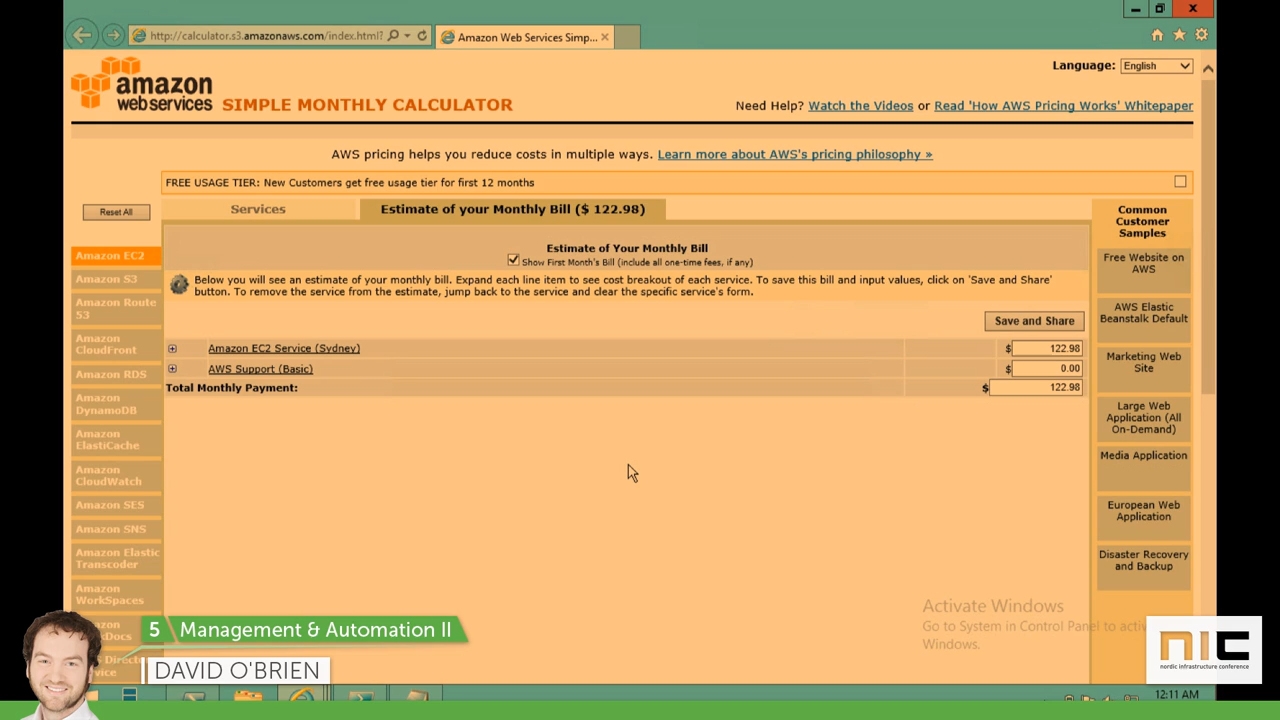 http://calculator.s3.amazonaws.com/index.html?
Amazon Web Services Simp...
Language: English
amazon
web services
SIMPLE MONTHLY CALCULATOR
Need Help? Watch the Videos or Read 'How AWS Pricing Works' Whitepaper
AWS pricing helps you reduce costs in multiple ways. Learn more about AWS's pricing philosophy »
FREE USAGE TIER: New Customers get free usage tier for first 12 months
Reset All
Services
Estimate of your Monthly Bill ($ 122.98)
Estimate of Your Monthly Bill
Show First Month's Bill (include all one-time fees, if any)
Below you will see an estimate of your monthly bill. Expand each line item to see cost breakout of each service. To save this bill and input values, click on 'Save and Share'
button. To remove the service from the estimate, jump back to the service and clear the specific service's form.
Save and Share
Amazon EC2 Service (Sydney) $ 122.98
AWS Support (Basic) $ 0.00
Total Monthly Payment: $ 122.98
Amazon EC2
Amazon S3
Amazon Route
53
Amazon
CloudFront
Amazon RDS
Amazon
DynamoDB
Amazon
ElastiCache
Amazon
CloudWatch
Amazon SES
Amazon SNS
Amazon Elastic
Transcoder
Amazon
WorkSpaces
Common
Customer
Samples
Free Website on
AWS
AWS Elastic
Beanstalk Default
Marketing Web
Site
Large Web
Application (All
On-Demand)
Media Application
European Web
Application
Disaster Recovery
and Backup
Activate Windows
Go to System in Control Panel to
Windows.
5 Management & Automation II
DAVID O'BRIEN
NIC
nordic infrastructure conference
12:11 AM